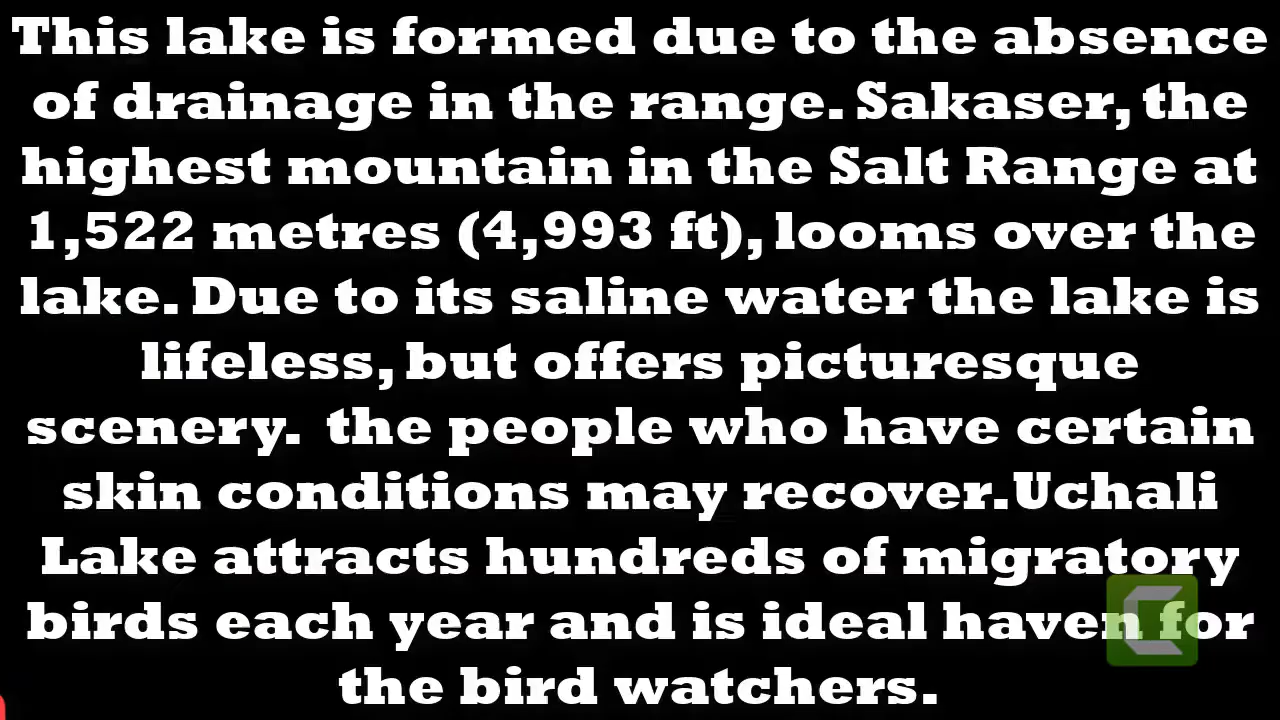 This lake is formed due to the absence
of drainage in the range. Sakaser, the
highest mountain in the Salt Range at
1,522 metres (4,993 ft), looms over the
lake. Due to its saline water the lake is
lifeless, but offers picturesque
scenery.  the people who have certain
skin conditions may recover.Uchali
Lake attracts hundreds of migratory
birds each year and is ideal haven for
the bird watchers.